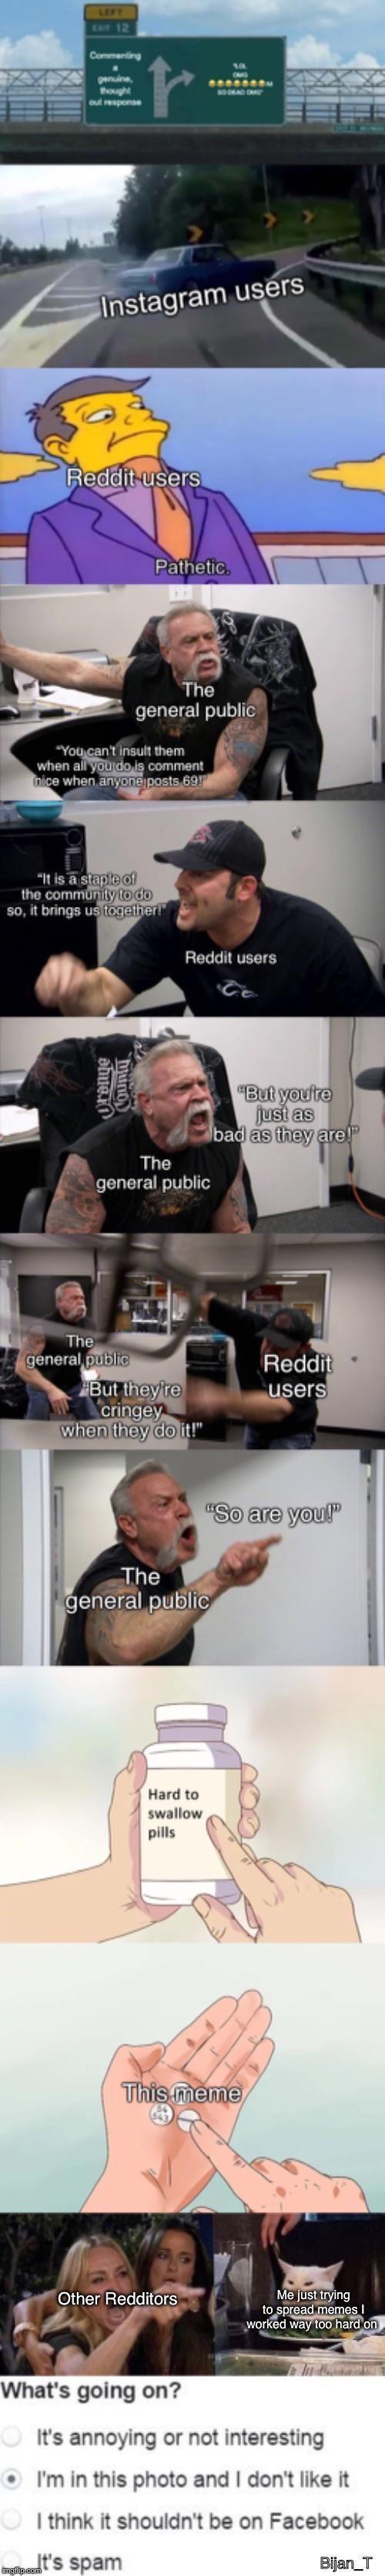 LEFT
EXIT 12
Commenting
a
genuine,
thought
out response
"LOL
OMG
😂😂😂😂😂😂😂IM
SO DEAD OMG"
Instagram users
Reddit users
Pathetic.
The
general public
"You can't insult them
when all you do is comment
nice when anyone posts 69!"
"It is a staple of
the community to do
so, it brings us together!"
Reddit users
"But you're
just as
bad as they are!"
The
general public
The
general public
Reddit
users
"But they're
cringey
when they do it!"
"So are you!"
The
general public
Hard to
swallow
pills
This meme
Other Redditors
Me just trying
to spread memes I
worked way too hard on
What's going on?
It's annoying or not interesting
I'm in this photo and I don't like it
I think it shouldn't be on Facebook
It's spam
imgflip.com
Bijan_T